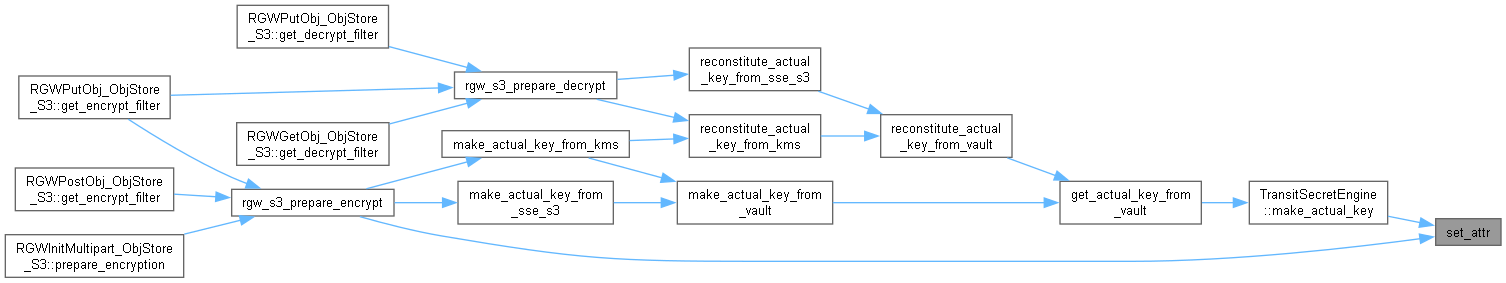 RGWPutObj_ObjStore
_S3::get_decrypt_filter
RGWPutObj_ObjStore
_S3::get_encrypt_filter
RGWGetObj_ObjStore
_S3::get_decrypt_filter
RGWPostObj_ObjStore
_S3::get_encrypt_filter
RGWInitMultipart_ObjStore
_S3::prepare_encryption
rgw_s3_prepare_encrypt
rgw_s3_prepare_decrypt
make_actual_key_from_kms
make_actual_key_from
_sse_s3
reconstitute_actual
_key_from_sse_s3
reconstitute_actual
_key_from_kms
make_actual_key_from
_vault
reconstitute_actual
_key_from_vault
get_actual_key_from
_vault
TransitSecretEngine
::make_actual_key
set_attr